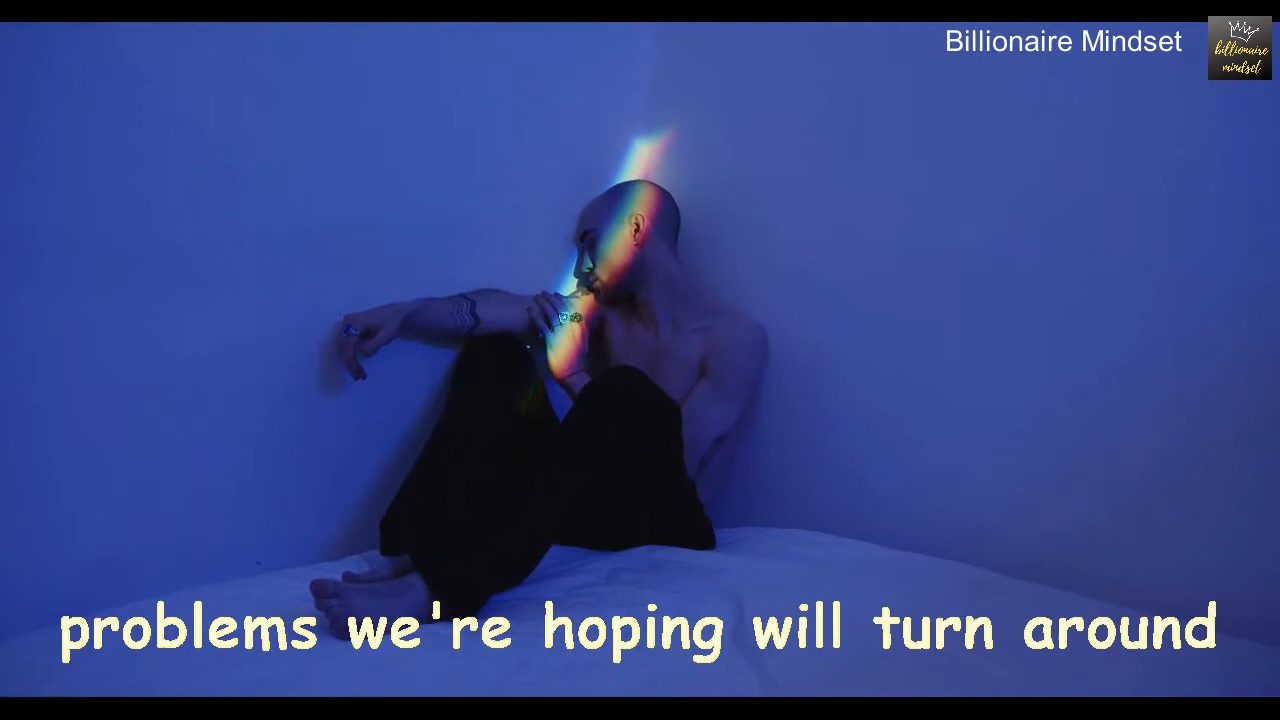 Billionaire Mindset
billionaire
mindset
problems we're hoping will turn around